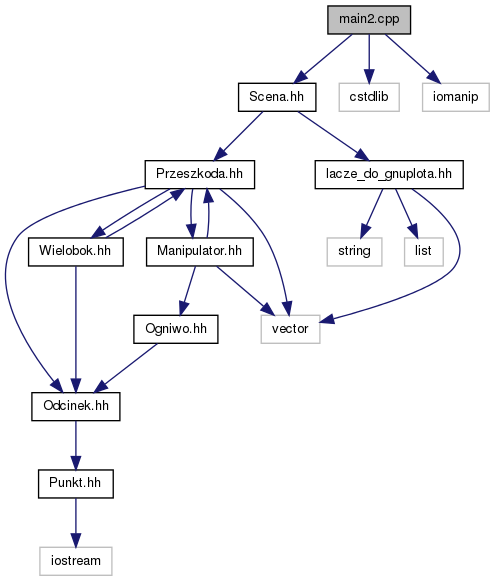 main2.cpp
Scena.hh
cstdlib
iomanip
Przeszkoda.hh
lacze_do_gnuplota.hh
Wielobok.hh
Manipulator.hh
string
list
Ogniwo.hh
vector
Odcinek.hh
Punkt.hh
iostream